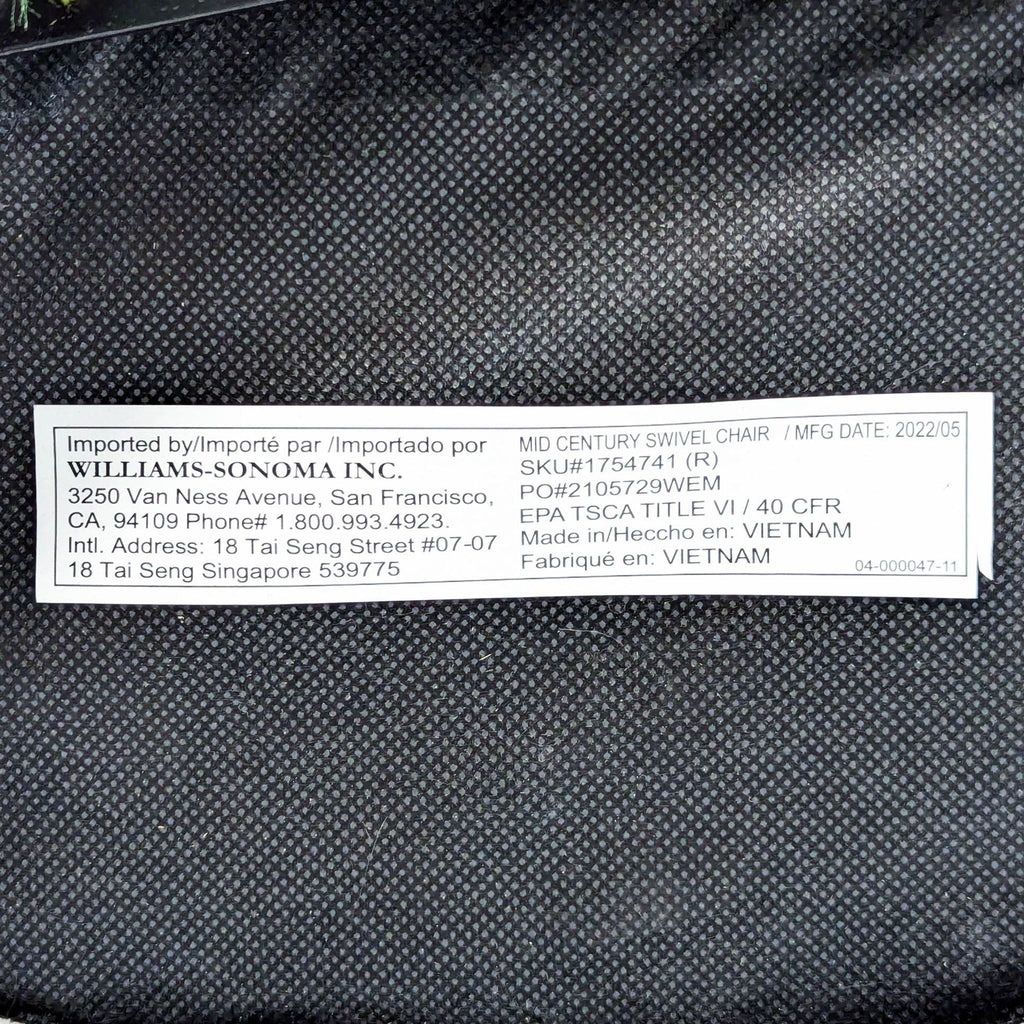 Imported by/Importé par /Importado por
WILLIAMS-SONOMA INC.
3250 Van Ness Avenue, San Francisco,
CA, 94109 Phone# 1.800.993.4923.
Intl. Address: 18 Tai Seng Street #07-07
18 Tai Seng Singapore 539775
MID CENTURY SWIVEL CHAIR / MFG DATE: 2022/05
SKU#1754741 (R)
PO#2105729WEM
EPA TSCA TITLE VI / 40 CFR
Made in/Heccho en: VIETNAM
Fabriqué en: VIETNAM
04-000047-11